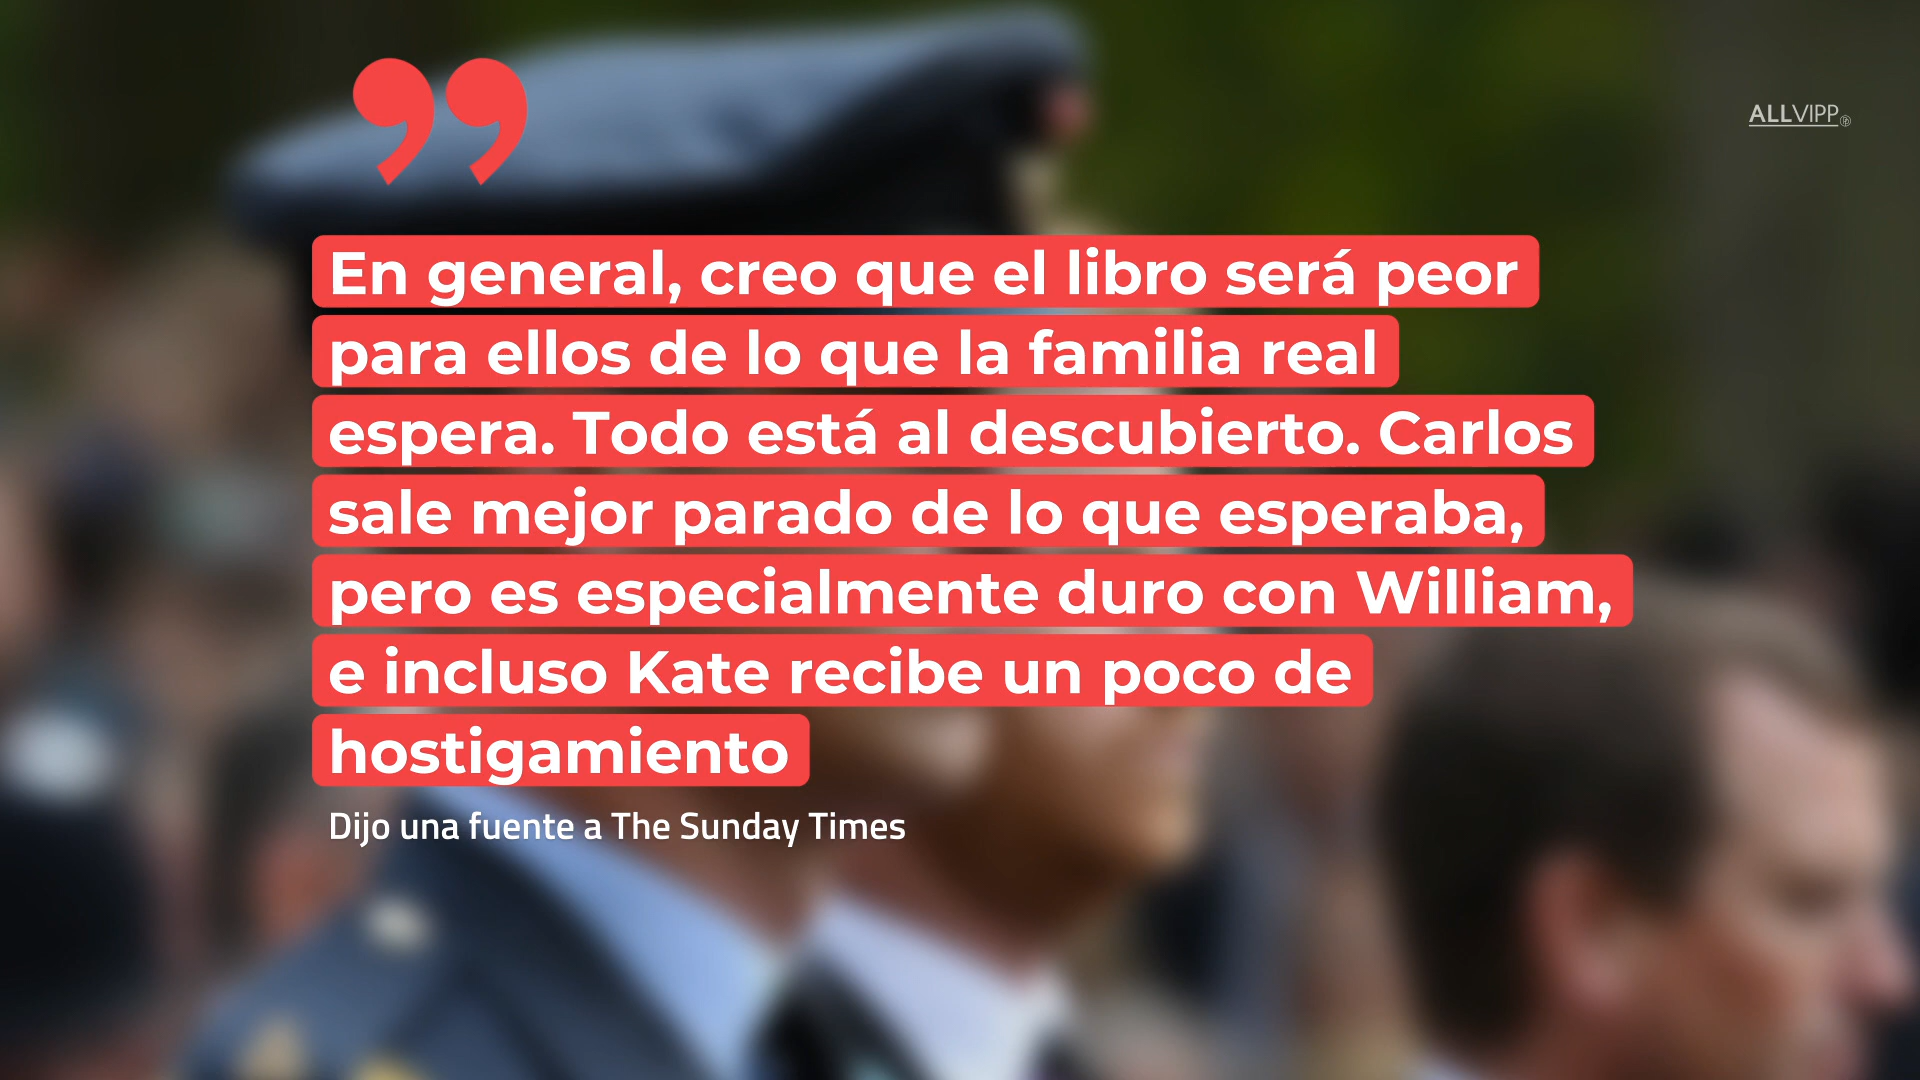 ALLVIPP
En general, creo que el libro será peor
para ellos de lo que la familia real
espera. Todo está al descubierto. Carlos
sale mejor parado de lo que esperaba,
pero es especialmente duro con William,
e incluso Kate recibe un poco de
hostigamiento
Dijo una fuente a The Sunday Times